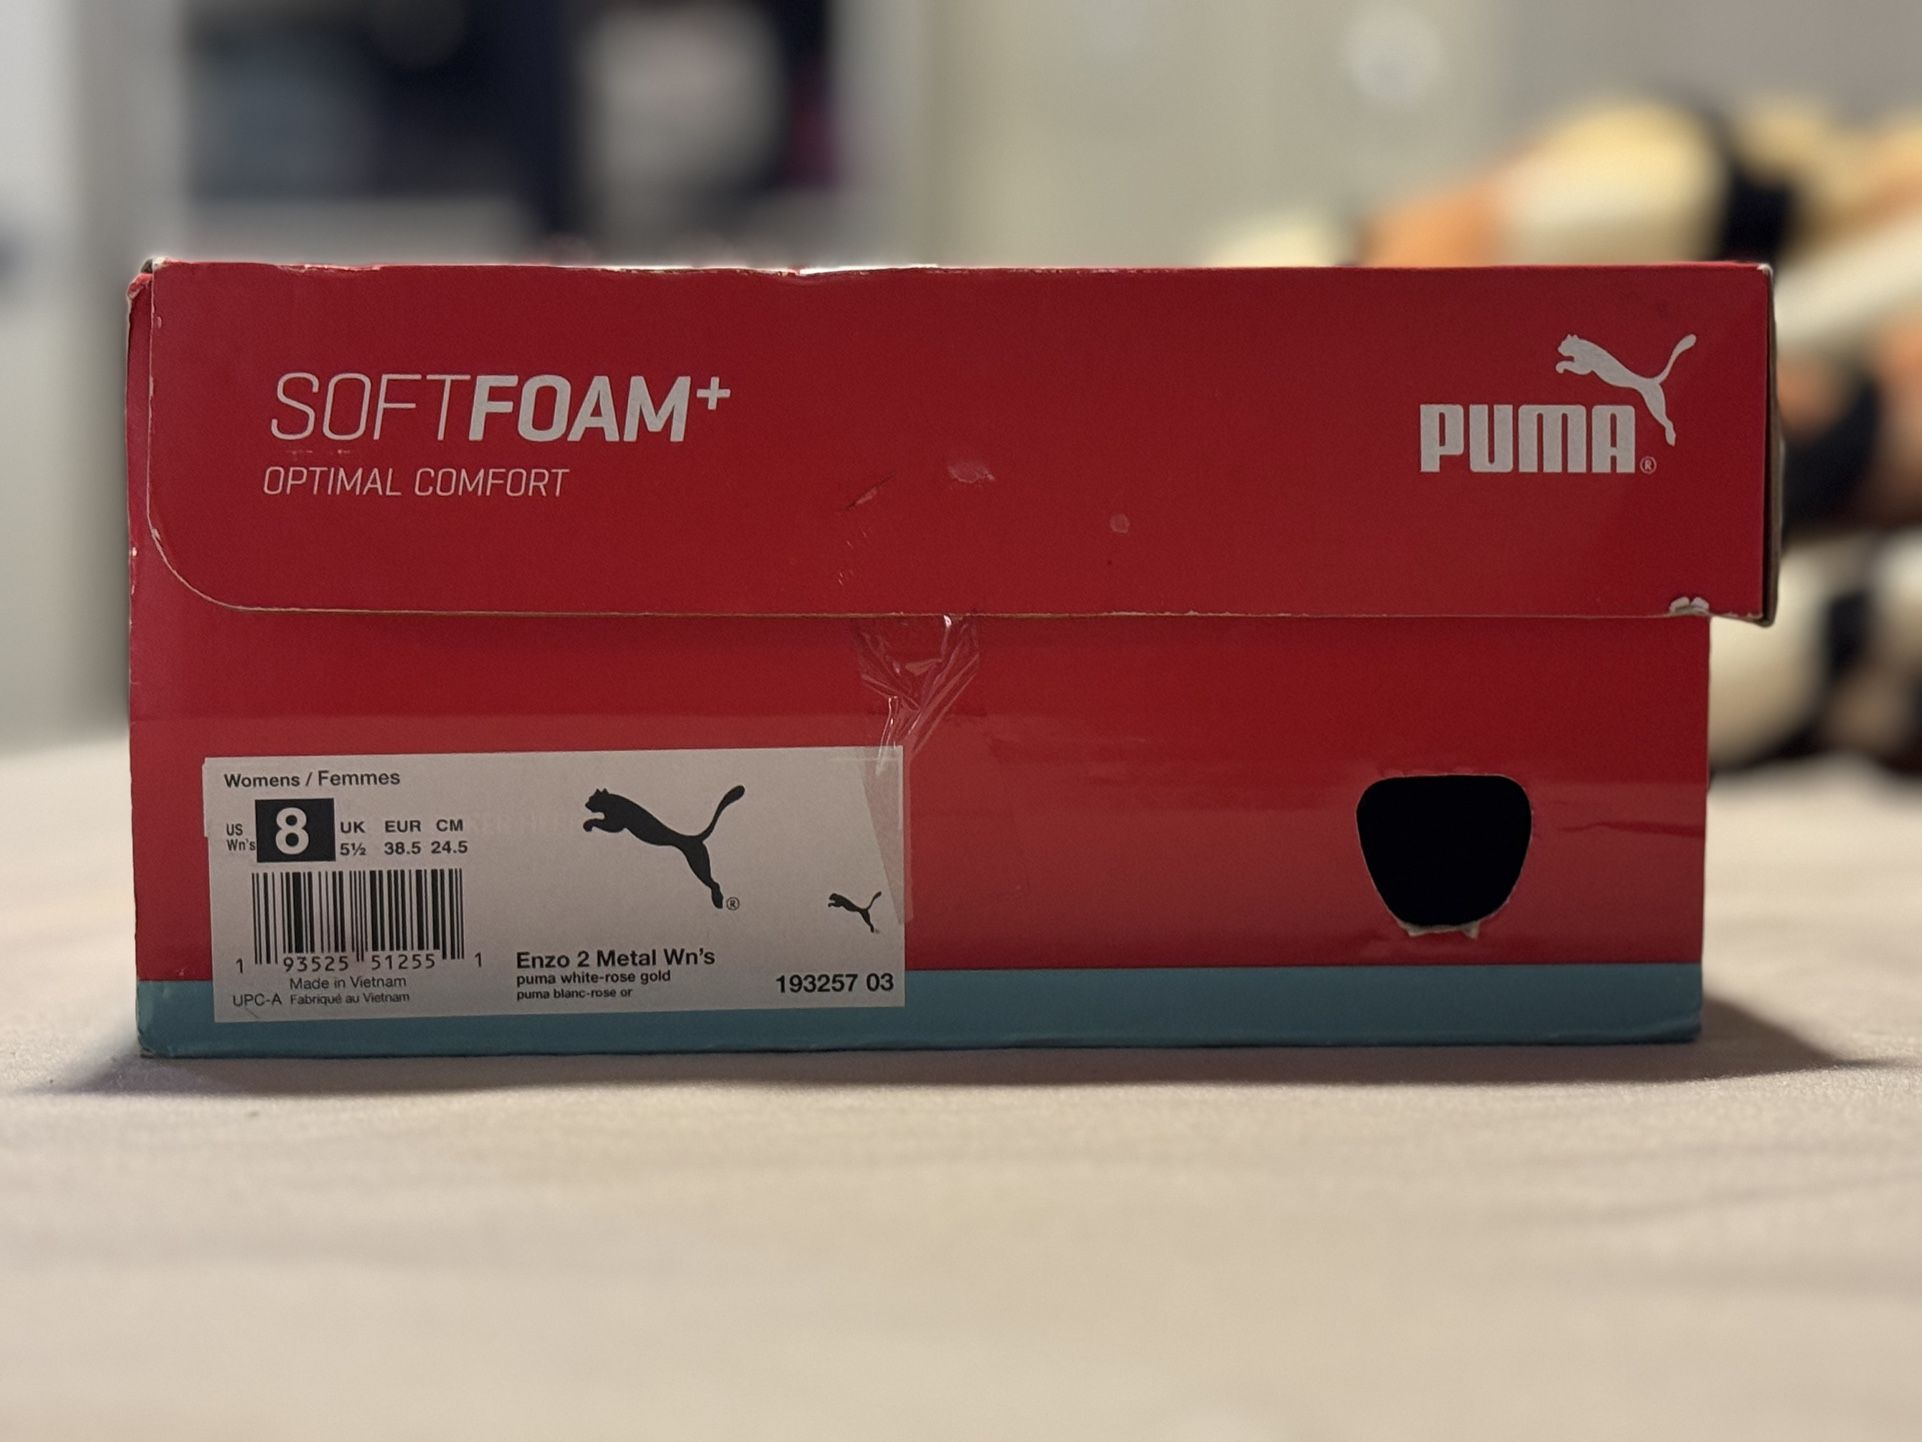 SOFTFOAM+
OPTIMAL COMFORT
PUMA®
Womens / Femmes
US Wn's 8 UK 5½ EUR 38.5 CM 24.5
®
1 93525 51255 1
Made in Vietnam
UPC-A Fabriqué au Vietnam
Enzo 2 Metal Wn's
puma white-rose gold
puma blanc-rose or
193257 03